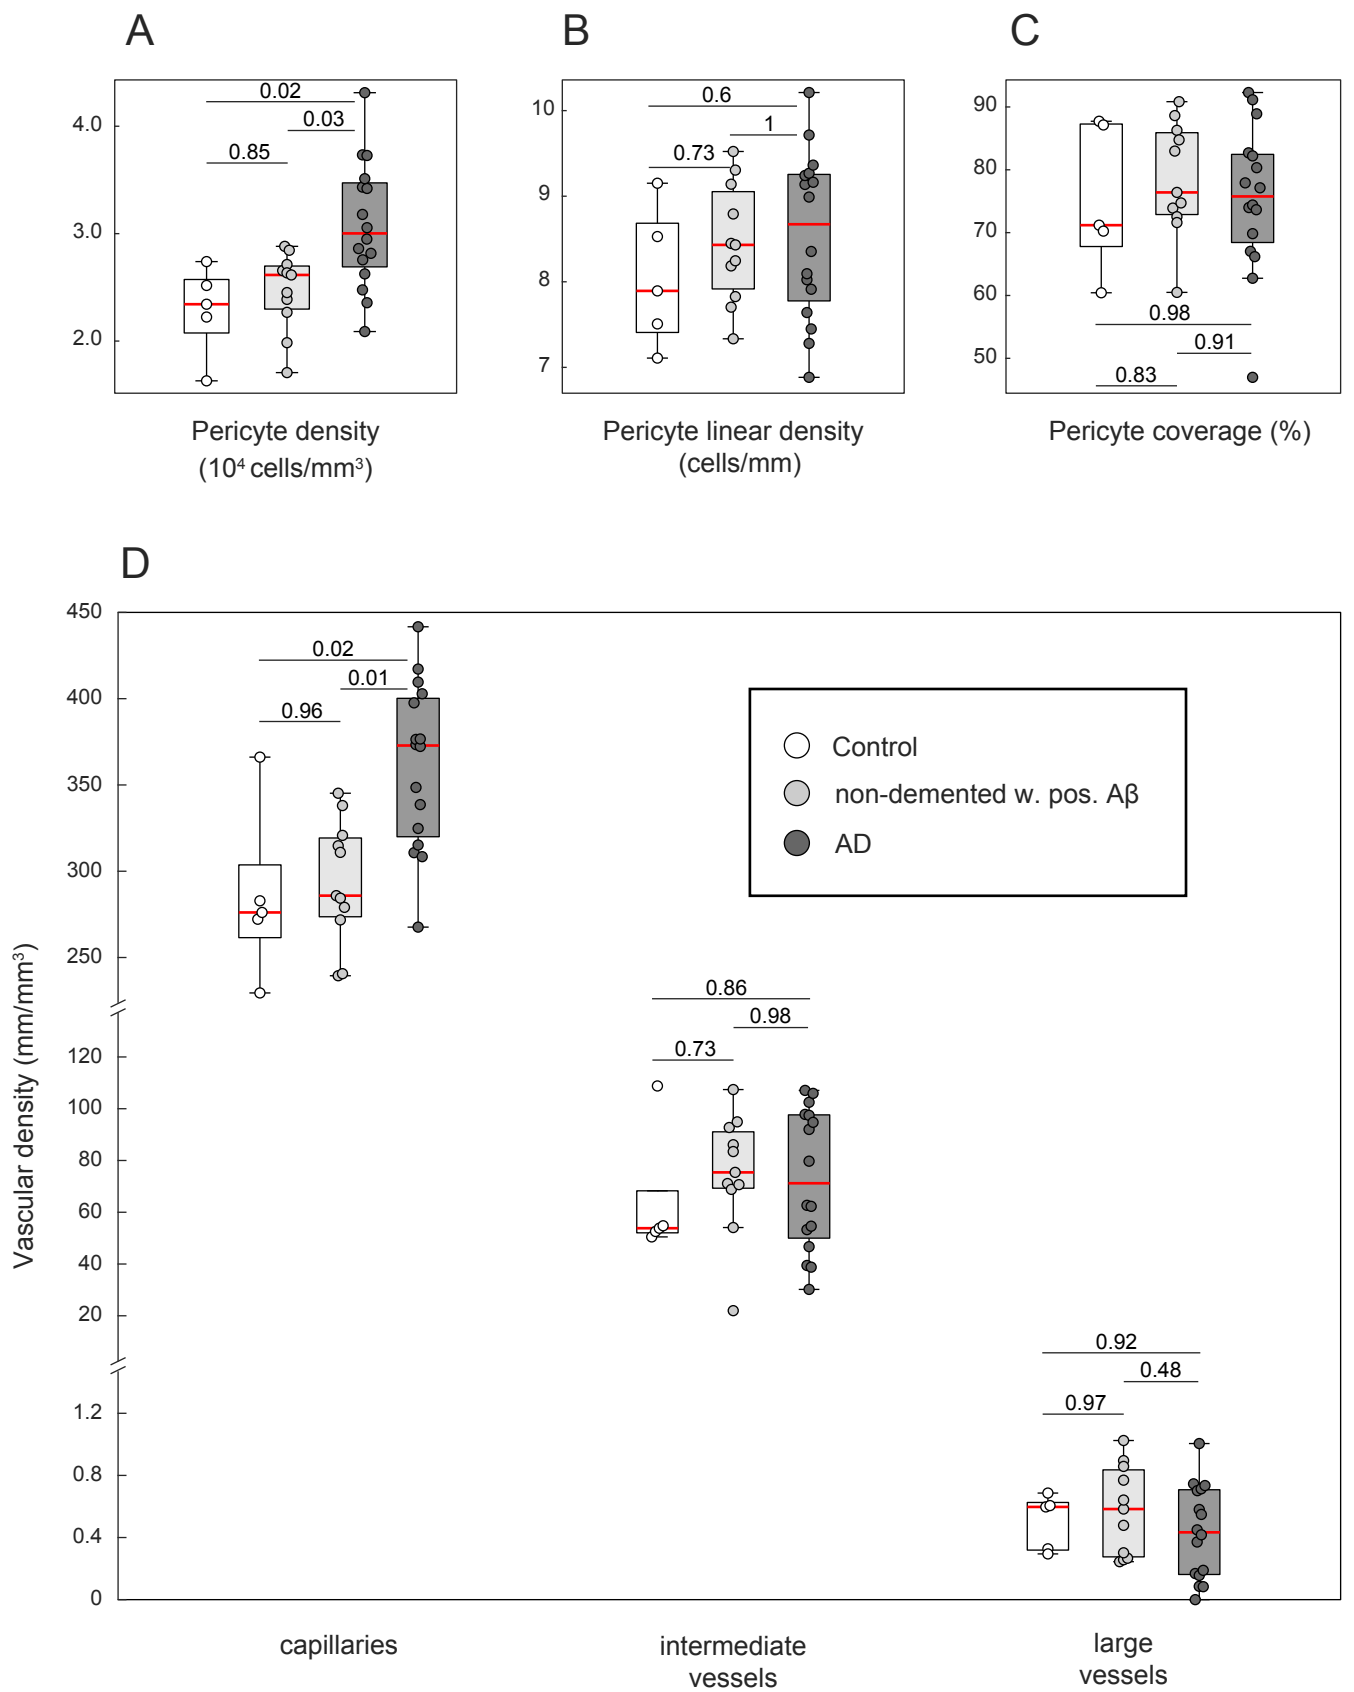 A
0.02
0.03
0.85
4.0
3.0
2.0
Pericyte density
(10⁴ cells/mm³)
B
0.6
1
0.73
10
9
8
7
Pericyte linear density
(cells/mm)
C
90
80
70
60
50
0.98
0.91
0.83
Pericyte coverage (%)
D
Vascular density (mm/mm³)
450
400
350
300
250
120
100
80
60
40
20
1.2
0.8
0.4
0
0.02
0.01
0.96
Control
non-demented w. pos. Aβ
AD
0.86
0.98
0.73
0.92
0.48
0.97
capillaries
intermediate
vessels
large
vessels